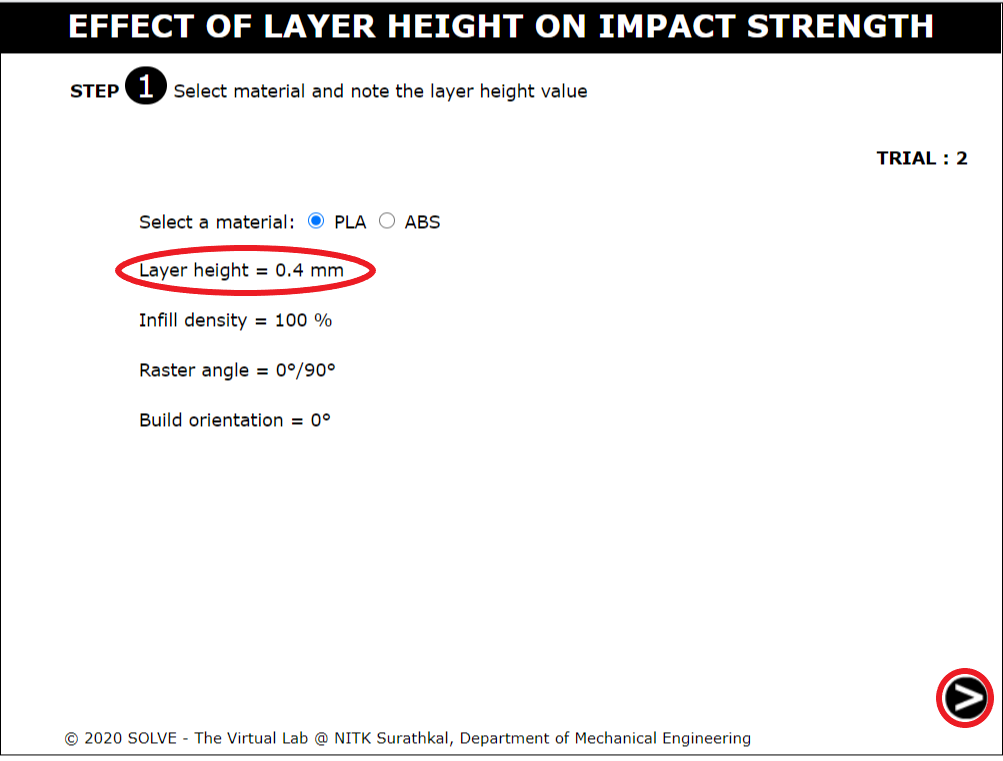 EFFECT OF LAYER HEIGHT ON IMPACT STRENGTH
STEP 1 Select material and note the layer height value
TRIAL : 2
Select a material: PLA ABS
Layer height = 0.4 mm
Infill density = 100 %
Raster angle = 0°/90°
Build orientation = 0°
>
© 2020 SOLVE - The Virtual Lab @ NITK Surathkal, Department of Mechanical Engineering